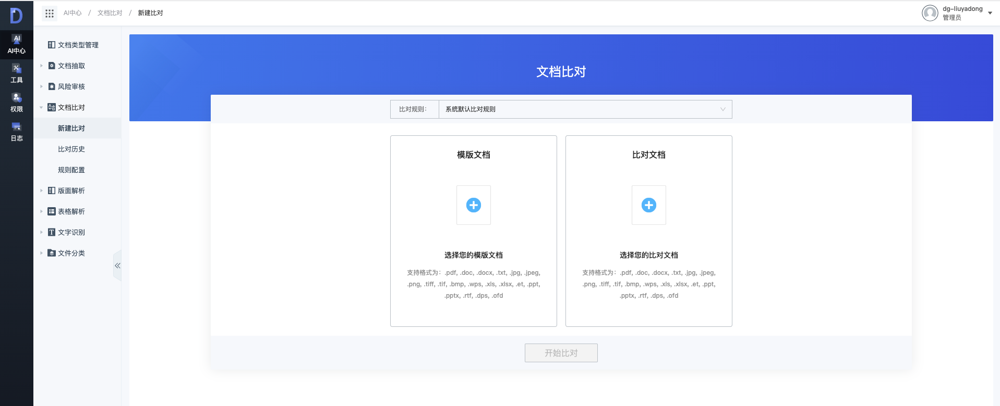 AI中心 / 文档比对 / 新建比对
dg-liuyadong
管理员
AI
AI中心
工具
权限
日志
文档类型管理
文档抽取
风险审核
文档比对
新建比对
比对历史
规则配置
版面解析
表格解析
文字识别
文件分类
文档比对
比对规则: 系统默认比对规则
模版文档
选择您的模版文档
支持格式为: .pdf, .doc, .docx, .txt, .jpg, .jpeg,
.png, .tiff, .tif, .bmp, .wps, .xls, .xlsx, .et, .ppt,
.pptx, .rtf, .dps, .ofd
比对文档
选择您的比对文档
支持格式为: .pdf, .doc, .docx, .txt, .jpg, .jpeg,
.png, .tiff, .tif, .bmp, .wps, .xls, .xlsx, .et, .ppt,
.pptx, .rtf, .dps, .ofd
开始比对